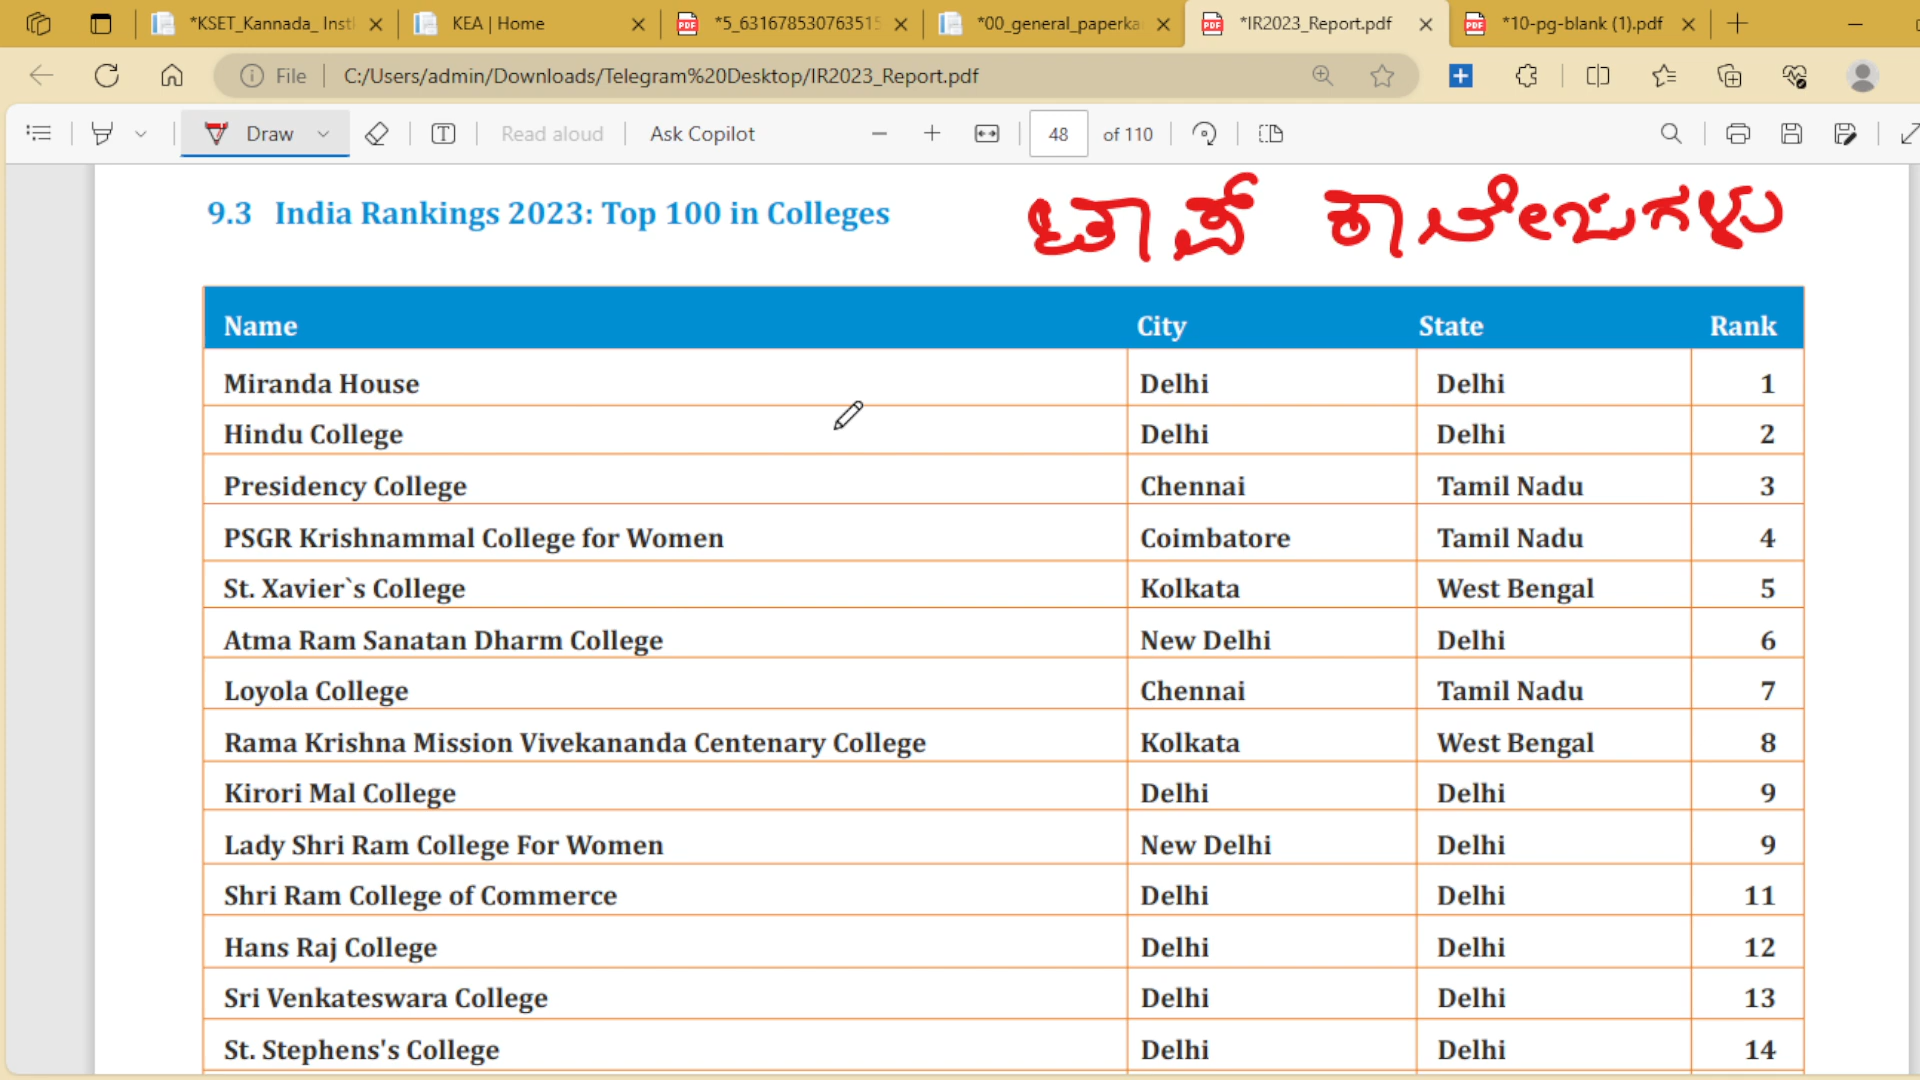 *KSET_Kannada_ Insti
KEA | Home
*5_631678530763515
*00_general_paperka
*IR2023_Report.pdf
*10-pg-blank (1).pdf
File
C:/Users/admin/Downloads/Telegram%20Desktop/IR2023_Report.pdf
Draw
Read aloud
Ask Copilot
48 of 110
9.3 India Rankings 2023: Top 100 in Colleges
ಟಾಪ್ ಕಾಲೇಜುಗಳು
Name City State Rank
Miranda House Delhi Delhi 1
Hindu College Delhi Delhi 2
Presidency College Chennai Tamil Nadu 3
PSGR Krishnammal College for Women Coimbatore Tamil Nadu 4
St. Xavier`s College Kolkata West Bengal 5
Atma Ram Sanatan Dharm College New Delhi Delhi 6
Loyola College Chennai Tamil Nadu 7
Rama Krishna Mission Vivekananda Centenary College Kolkata West Bengal 8
Kirori Mal College Delhi Delhi 9
Lady Shri Ram College For Women New Delhi Delhi 9
Shri Ram College of Commerce Delhi Delhi 11
Hans Raj College Delhi Delhi 12
Sri Venkateswara College Delhi Delhi 13
St. Stephens's College Delhi Delhi 14